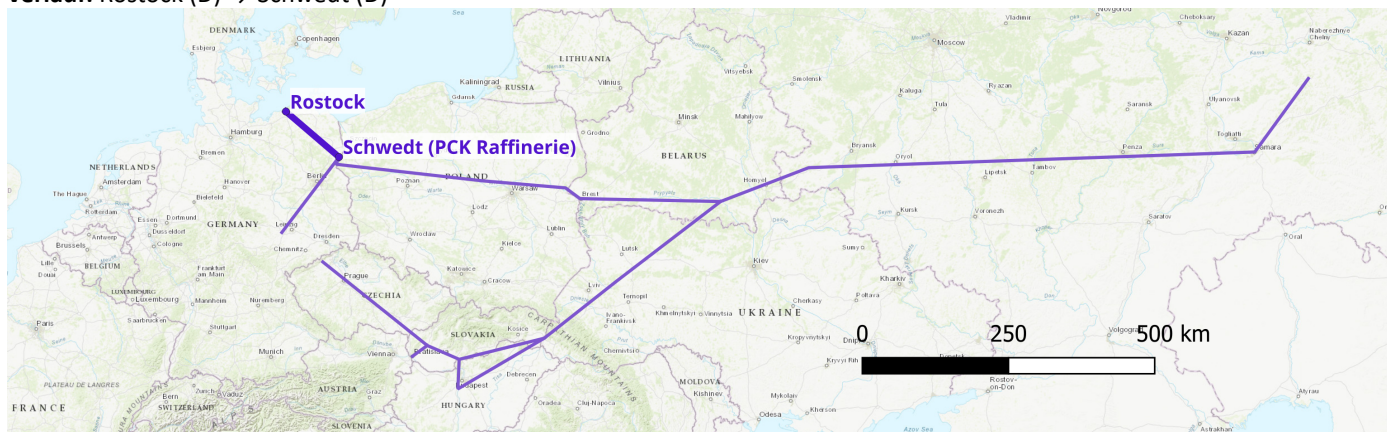 Verlauf: Rostock (D) → Schwedt (D)
Sea
DENMARK
Copenhagen
Esbjerg
LITHUANIA
Vilnius
Kaliningrad
RUSSIA
Gdansk
Vitsyebsk
Smolensk
Moscow
Vladimir
Novgorod
Cheboksary
Kazan
Naberezhnye
Chelny
Kaluga
Ryazan
Tula
Saransk
Ulyanovsk
Rostock
Hamburg
Schwedt (PCK Raffinerie)
Grodno
Minsk
Mahilyow
BELARUS
Bryansk
Oryol
Penza
Togliatti
Samara
Bremen
NETHERLANDS
Amsterdam
The Hague
Rotterdam
Hanover
Bielefeld
Berlin
Poznan
POLAND
Warsaw
Brest
Homyel
Lipetsk
Tambov
Essen
Dortmund
Dusseldorf
Cologne
GERMANY
Leipzig
Dresden
Chemnitz
Lodz
Wroclaw
Lublin
Kielce
Lutsk
Kursk
Voronezh
Saratov
Oral
Antwerp
Brussels
Lille
Douai
BELGIUM
LUXEMBOURG
Luxembourg
Frankfurt
am Main
Mannheim
Nuremberg
Saarbrucken
Stuttgart
Prague
CZECHIA
Katowice
Cracow
Lviv
Ternopil
Kiev
Sumy
Kharkiv
Poltava
Cherkasy
Khmelnytskyi
Vinnytsia
UKRAINE
Ivano-
Frankivsk
Chernivtsi
Kropyvnytskyi
Dnipro
Kryvyi Rih
Donetsk
Volgograd
0
250
500 km
Paris
Munich
Vienna
Bratislava
SLOVAKIA
Kosice
CARPATHIAN MOUNTAINS
Budapest
Debrecen
PLATEAU DE LANGRES
Bern
Zurich
Vaduz
SWITZERLAND
AUSTRIA
Graz
HUNGARY
SLOVENIA
Oradea
Cluj-Napoca
MOLDOVA
Kishinev
Mykolaiv
Odesa
Kherson
Rostov-
on-Don
Azov Sea
Atyrau
Astrakhan
FRANCE